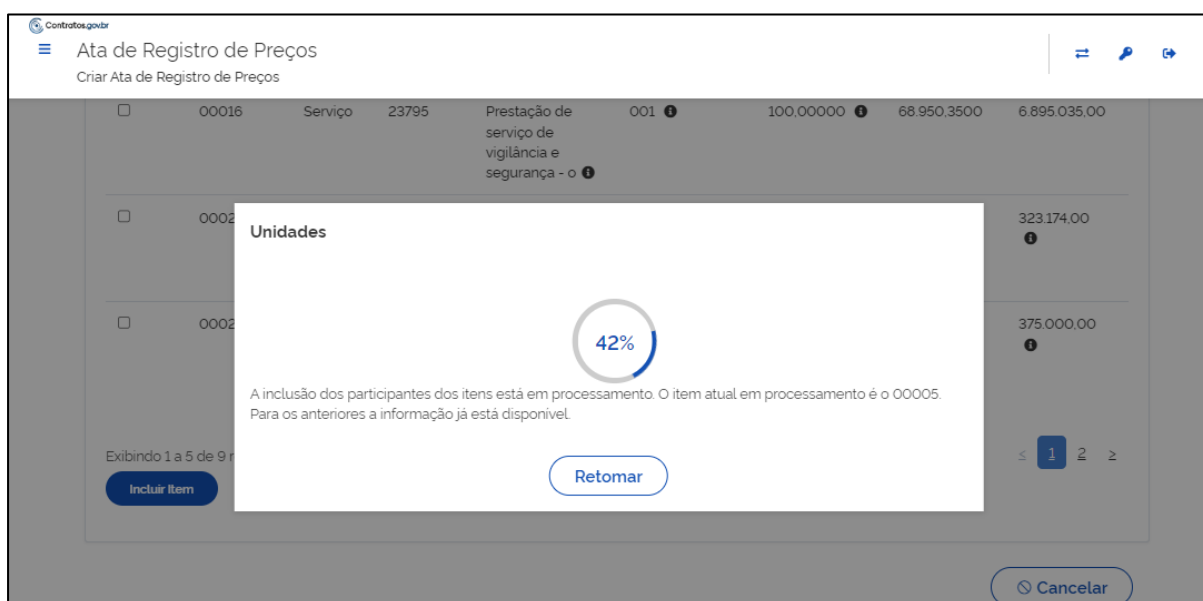 Contratos.gov.br
Ata de Registro de Preços
Criar Ata de Registro de Preços
00016 Serviço 23795 Prestação de 001 100,00000 68.950,3500 6.895.035,00
serviço de
vigilância e
segurança - o
0002 323.174,00
Unidades
0002 375.000,00
42%
A inclusão dos participantes dos itens está em processamento. O item atual em processamento é o 00005.
Para os anteriores a informação já está disponível.
Exibindo 1 a 5 de 9 r ≤ 1 2 ≥
Retomar
Incluir Item
Cancelar